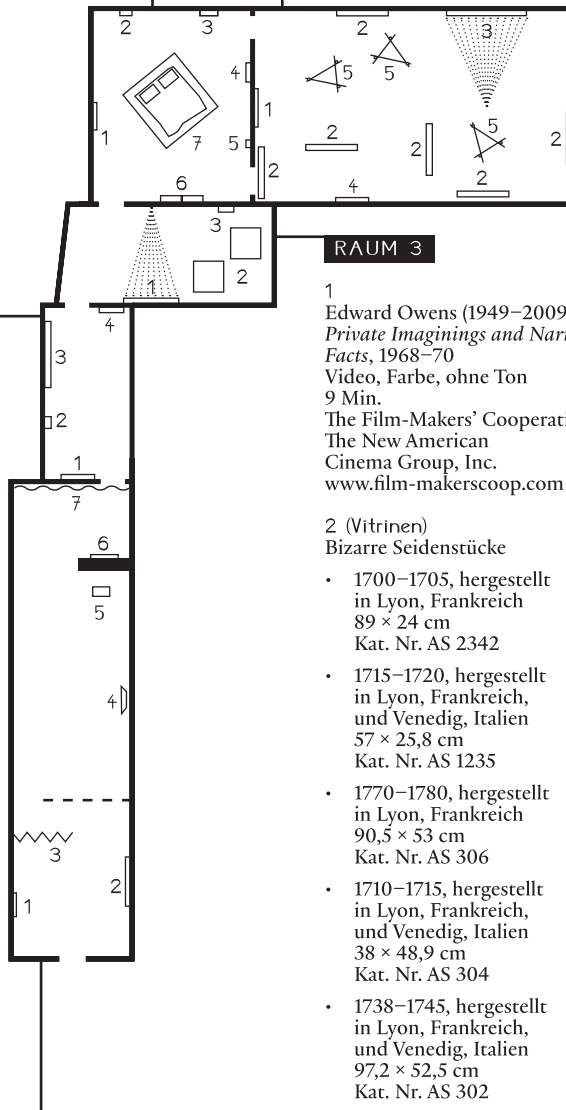 2 3 2 3
5 5
4
1 1
5
7 5 2 2 2
2
6 4 2
3
1 2
RAUM 3
4
3
2
1
7
6
5
4
3
2
1
1
Edward Owens (1949–2009
Private Imaginings and
Facts, 1968–70
Video, Farbe, ohne Ton
9 Min.
The Film-Makers’ Cooperati
The New American
Cinema Group, Inc.
www.film-makerscoop.com
2 (Vitrinen)
Bizarre Seidenstücke
• 1700–1705, hergestellt
in Lyon, Frankreich
89 × 24 cm
Kat. Nr. AS 2342
• 1715–1720, hergestellt
in Lyon, Frankreich,
und Venedig, Italien
57 × 25,8 cm
Kat. Nr. AS 1235
• 1770–1780, hergestellt
in Lyon, Frankreich
90,5 × 53 cm
Kat. Nr. AS 306
• 1710–1715, hergestellt
in Lyon, Frankreich,
und Venedig, Italien
38 × 48,9 cm
Kat. Nr. AS 304
• 1738–1745, hergestellt
in Lyon, Frankreich,
und Venedig, Italien
97,2 × 52,5 cm
Kat. Nr. AS 302